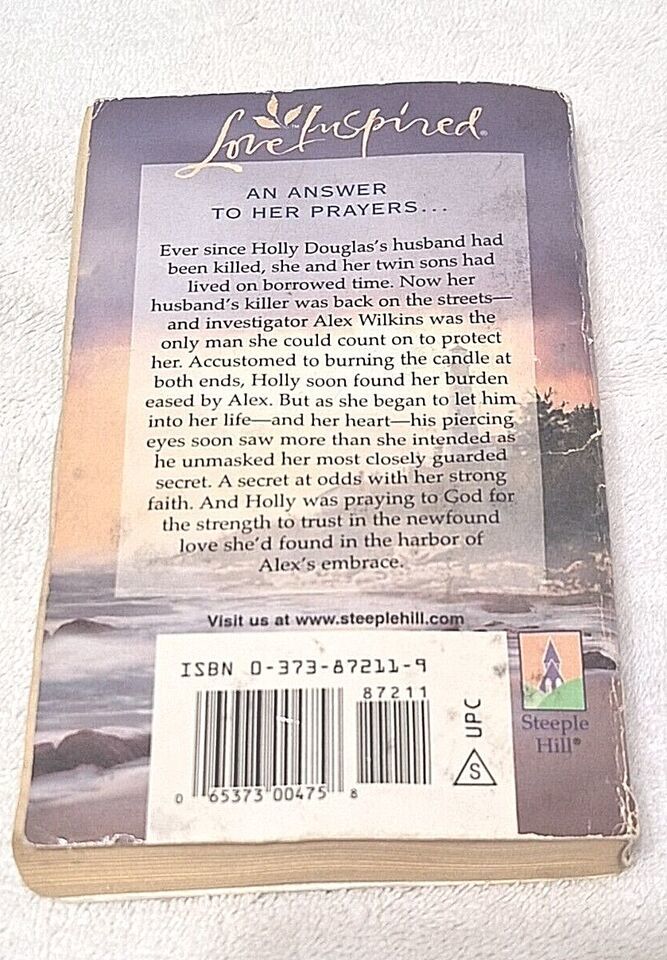 Love Inspired®
™
AN ANSWER
TO HER PRAYERS...
Ever since Holly Douglas's husband had
been killed, she and her twin sons had
lived on borrowed time. Now her
husband's killer was back on the streets—
and investigator Alex Wilkins was the
only man she could count on to protect
her. Accustomed to burning the candle at
both ends, Holly soon found her burden
eased by Alex. But as she began to let him
into her life—and her heart—his piercing
eyes soon saw more than she intended as
he unmasked her most closely guarded
secret. A secret at odds with her strong
faith. And Holly was praying to God for
the strength to trust in the newfound
love she'd found in the harbor of
Alex's embrace.
Visit us at www.steeplehill.com
ISBN 0-373-87211-9
87211
0 65373 00475 8
UPC
S
Steeple
Hill®